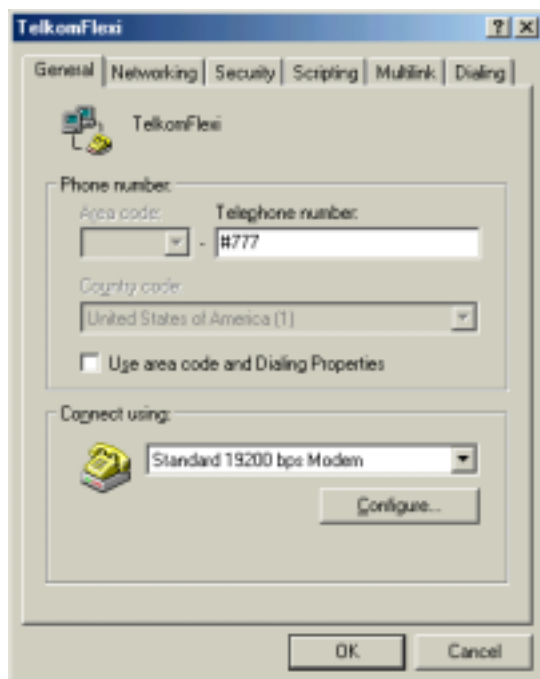 TelkomFlexi
General Networking Security Scripting Multilink Dialing
TelkomFlexi
Phone number:
Area code: Telephone number:
- #777
Country code:
United States of America (1)
Use area code and Dialing Properties
Connect using:
Standard 19200 bps Modem
Configure...
OK Cancel